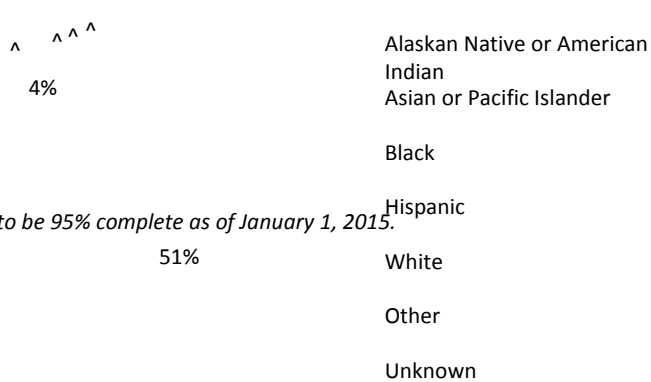 ^ ^ ^ ^
Alaskan Native or American
Indian
4%
Asian or Pacific Islander
Black
Hispanic
to be 95% complete as of January 1, 2015.
51%
White
Other
Unknown